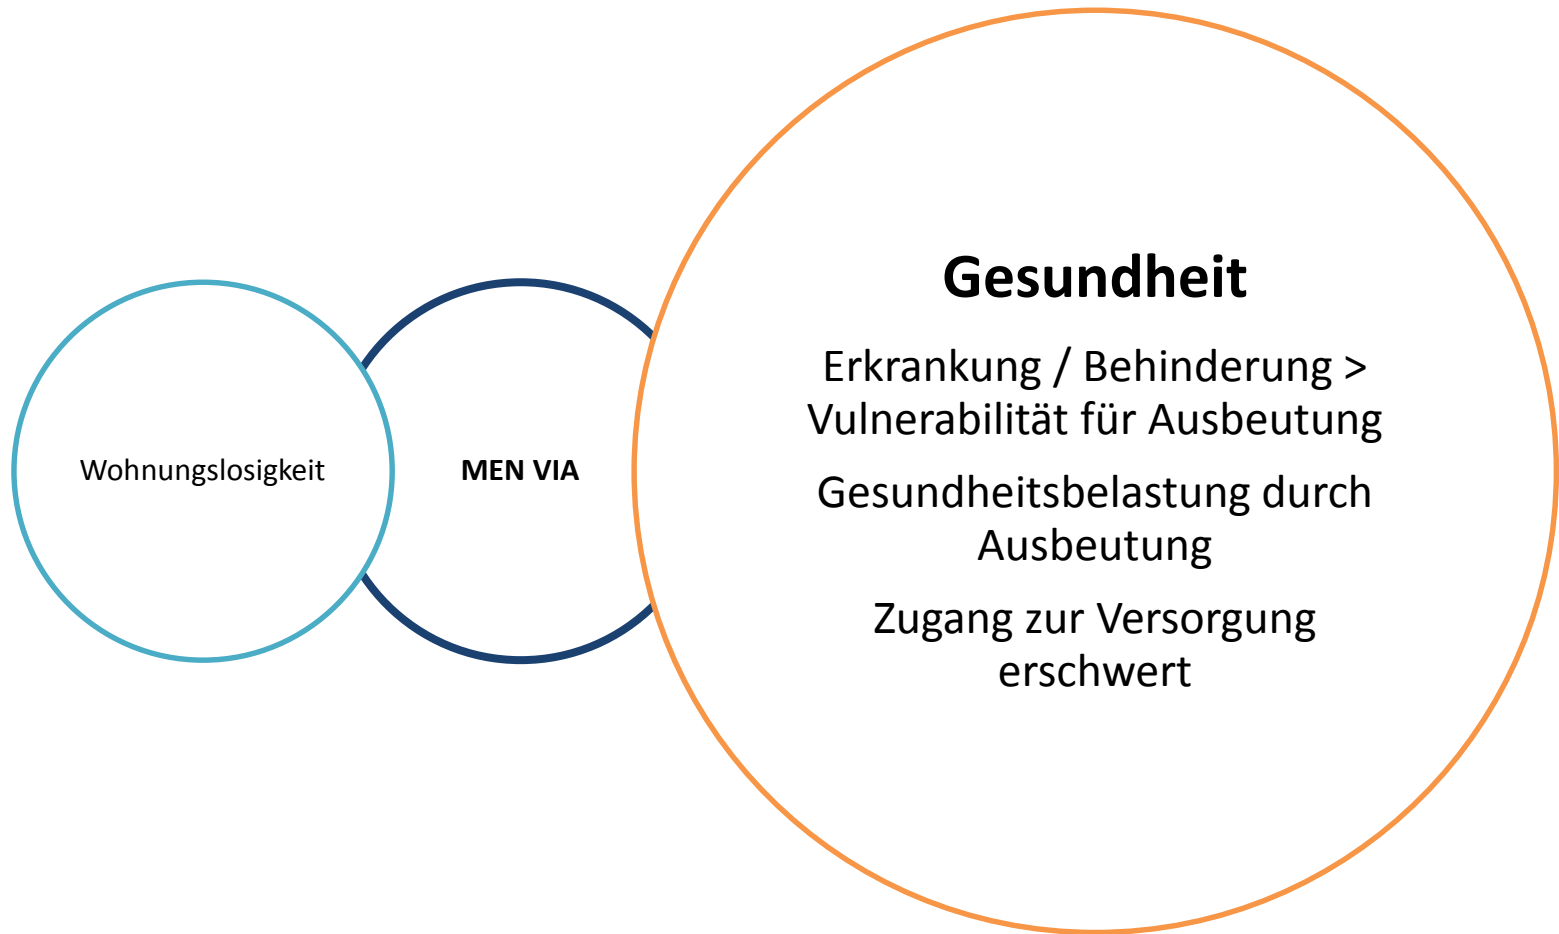 Wohnungslosigkeit
MEN VIA
Gesundheit
Erkrankung / Behinderung >
Vulnerabilität für Ausbeutung
Gesundheitsbelastung durch
Ausbeutung
Zugang zur Versorgung
erschwert